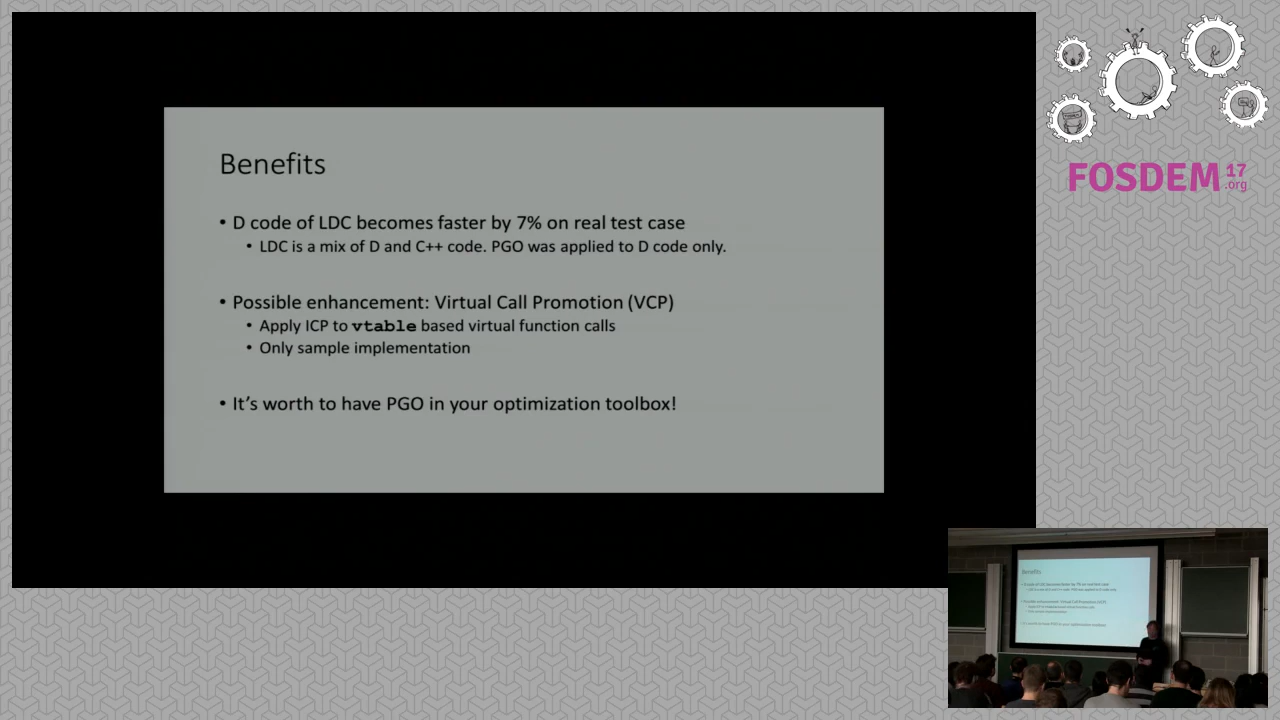 Benefits
• D code of LDC becomes faster by 7% on real test case
• LDC is a mix of D and C++ code. PGO was applied to D code only.
• Possible enhancement: Virtual Call Promotion (VCP)
• Apply ICP to vtable based virtual function calls
• Only sample implementation
• It's worth to have PGO in your optimization toolbox!
FOSDEM 17
.org
Benefits